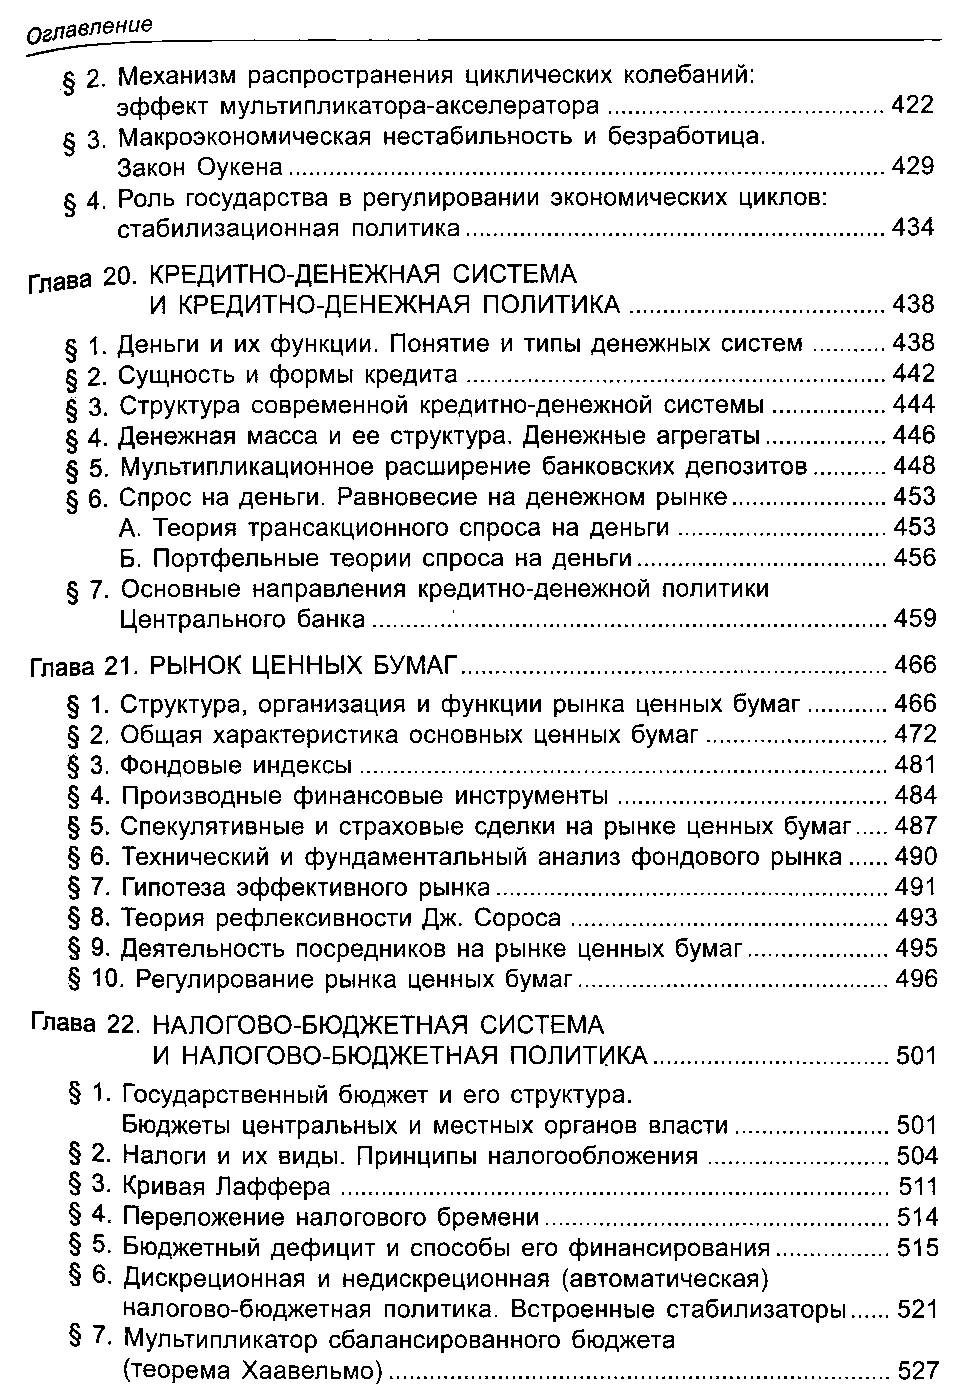 Оглавление
§ 2. Механизм распространения циклических колебаний:
эффект мультипликатора-акселератора ........ 422
§ 3. Макроэкономическая нестабильность и безработица.
Закон Оукена ........ 429
§ 4. Роль государства в регулировании экономических циклов:
стабилизационная политика ........ 434
Глава 20. КРЕДИТНО-ДЕНЕЖНАЯ СИСТЕМА
И КРЕДИТНО-ДЕНЕЖНАЯ ПОЛИТИКА ........ 438
§ 1. Деньги и их функции. Понятие и типы денежных систем ........ 438
§ 2. Сущность и формы кредита ........ 442
§ 3. Структура современной кредитно-денежной системы ........ 444
§ 4. Денежная масса и ее структура. Денежные агрегаты ........ 446
§ 5. Мультипликационное расширение банковских депозитов ........ 448
§ 6. Спрос на деньги. Равновесие на денежном рынке ........ 453
А. Теория трансакционного спроса на деньги ........ 453
Б. Портфельные теории спроса на деньги ........ 456
§ 7. Основные направления кредитно-денежной политики
Центрального банка ........ 459
Глава 21. РЫНОК ЦЕННЫХ БУМАГ ........ 466
§ 1. Структура, организация и функции рынка ценных бумаг ........ 466
§ 2. Общая характеристика основных ценных бумаг ........ 472
§ 3. Фондовые индексы ........ 481
§ 4. Производные финансовые инструменты ........ 484
§ 5. Спекулятивные и страховые сделки на рынке ценных бумаг ..... 487
§ 6. Технический и фундаментальный анализ фондового рынка ...... 490
§ 7. Гипотеза эффективного рынка ........ 491
§ 8. Теория рефлексивности Дж. Сороса ........ 493
§ 9. Деятельность посредников на рынке ценных бумаг ........ 495
§ 10. Регулирование рынка ценных бумаг ........ 496
Глава 22. НАЛОГОВО-БЮДЖЕТНАЯ СИСТЕМА
И НАЛОГОВО-БЮДЖЕТНАЯ ПОЛИТИКА ........ 501
§ 1. Государственный бюджет и его структура.
Бюджеты центральных и местных органов власти ........ 501
§ 2. Налоги и их виды. Принципы налогообложения ........ 504
§ 3. Кривая Лаффера ........ 511
§ 4. Переложение налогового бремени ........ 514
§ 5. Бюджетный дефицит и способы его финансирования ........ 515
§ 6. Дискреционная и недискреционная (автоматическая)
налогово-бюджетная политика. Встроенные стабилизаторы ...... 521
§ 7. Мультипликатор сбалансированного бюджета
(теорема Хаавельмо) ........ 527